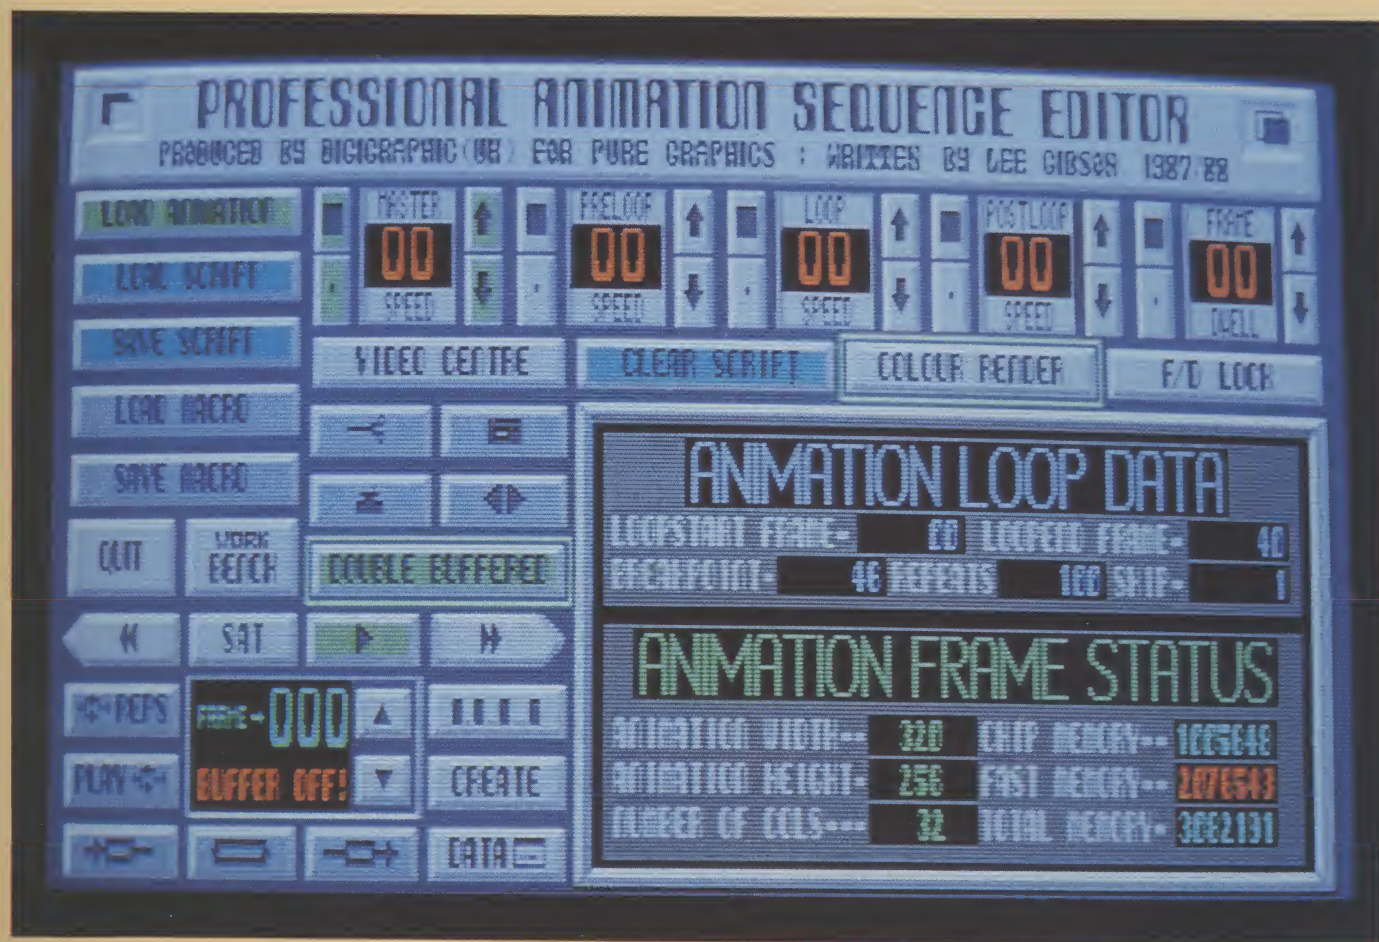 PROFESSIONAL ANIMATION SEQUENCE EDITOR
PRODUCED BY DIGIGRAPHIC(UK) FOR PURE GRAPHICS : WRITTEN BY LEE GIBSON 1987/88
LOAD ANIMATION
LOAD SCRIPT
SAVE SCRIPT
LOAD MACRO
SAVE MACRO
QUIT
WORK BENCH
MASTER 00 SPEED
PRELOOP 00 SPEED
LOOP 00 SPEED
POSTLOOP 00 SPEED
FRAME 00 DWELL
VIDEO CENTRE
CLEAR SCRIPT
COLOUR RENDER
F/D LOCK
DOUBLE BUFFERED
SAT
REPS
FRAME 000
BUFFER OFF!
PLAY
CREATE
DATA
ANIMATION LOOP DATA
LOOPSTART FRAME- 00 LOOPEND FRAME- 40
BREAKPOINT- 46 REPEATS 100 SKIP- 1
ANIMATION FRAME STATUS
ANIMATION WIDTH-- 320 CHIP MEMORY--
ANIMATION HEIGHT- 256 FAST MEMORY--
NUMBER OF COLS--- 32 TOTAL MEMORY-